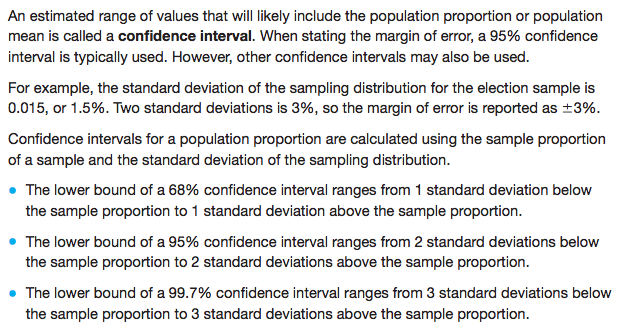 An estimated range of values that will likely include the population proportion or population
mean is called a confidence interval. When stating the margin of error, a 95% confidence
interval is typically used. However, other confidence intervals may also be used.
For example, the standard deviation of the sampling distribution for the election sample is
0.015, or 1.5%. Two standard deviations is 3%, so the margin of error is reported as ±3%.
Confidence intervals for a population proportion are calculated using the sample proportion
of a sample and the standard deviation of the sampling distribution.
• The lower bound of a 68% confidence interval ranges from 1 standard deviation below
the sample proportion to 1 standard deviation above the sample proportion.
• The lower bound of a 95% confidence interval ranges from 2 standard deviations below
the sample proportion to 2 standard deviations above the sample proportion.
• The lower bound of a 99.7% confidence interval ranges from 3 standard deviations below
the sample proportion to 3 standard deviations above the sample proportion.